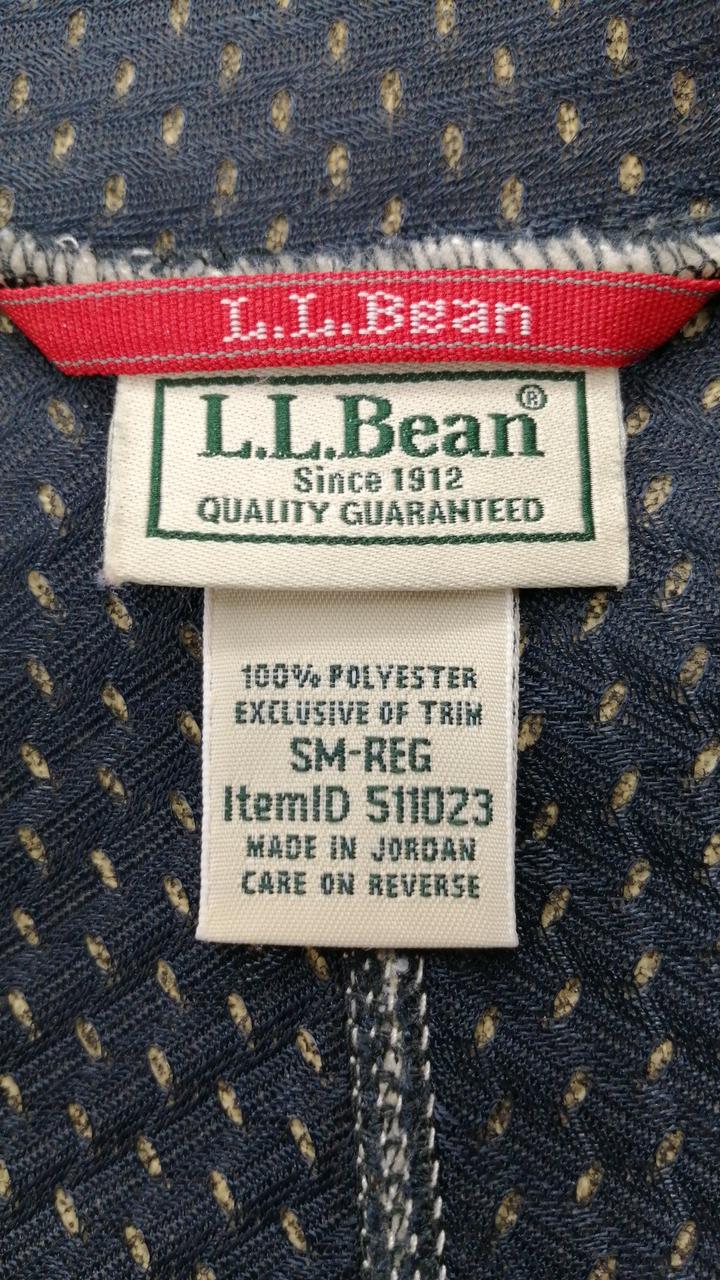 L.L.Bean
L.L.Bean®
Since 1912
QUALITY GUARANTEED
100% POLYESTER
EXCLUSIVE OF TRIM
SM-REG
ItemID 511023
MADE IN JORDAN
CARE ON REVERSE